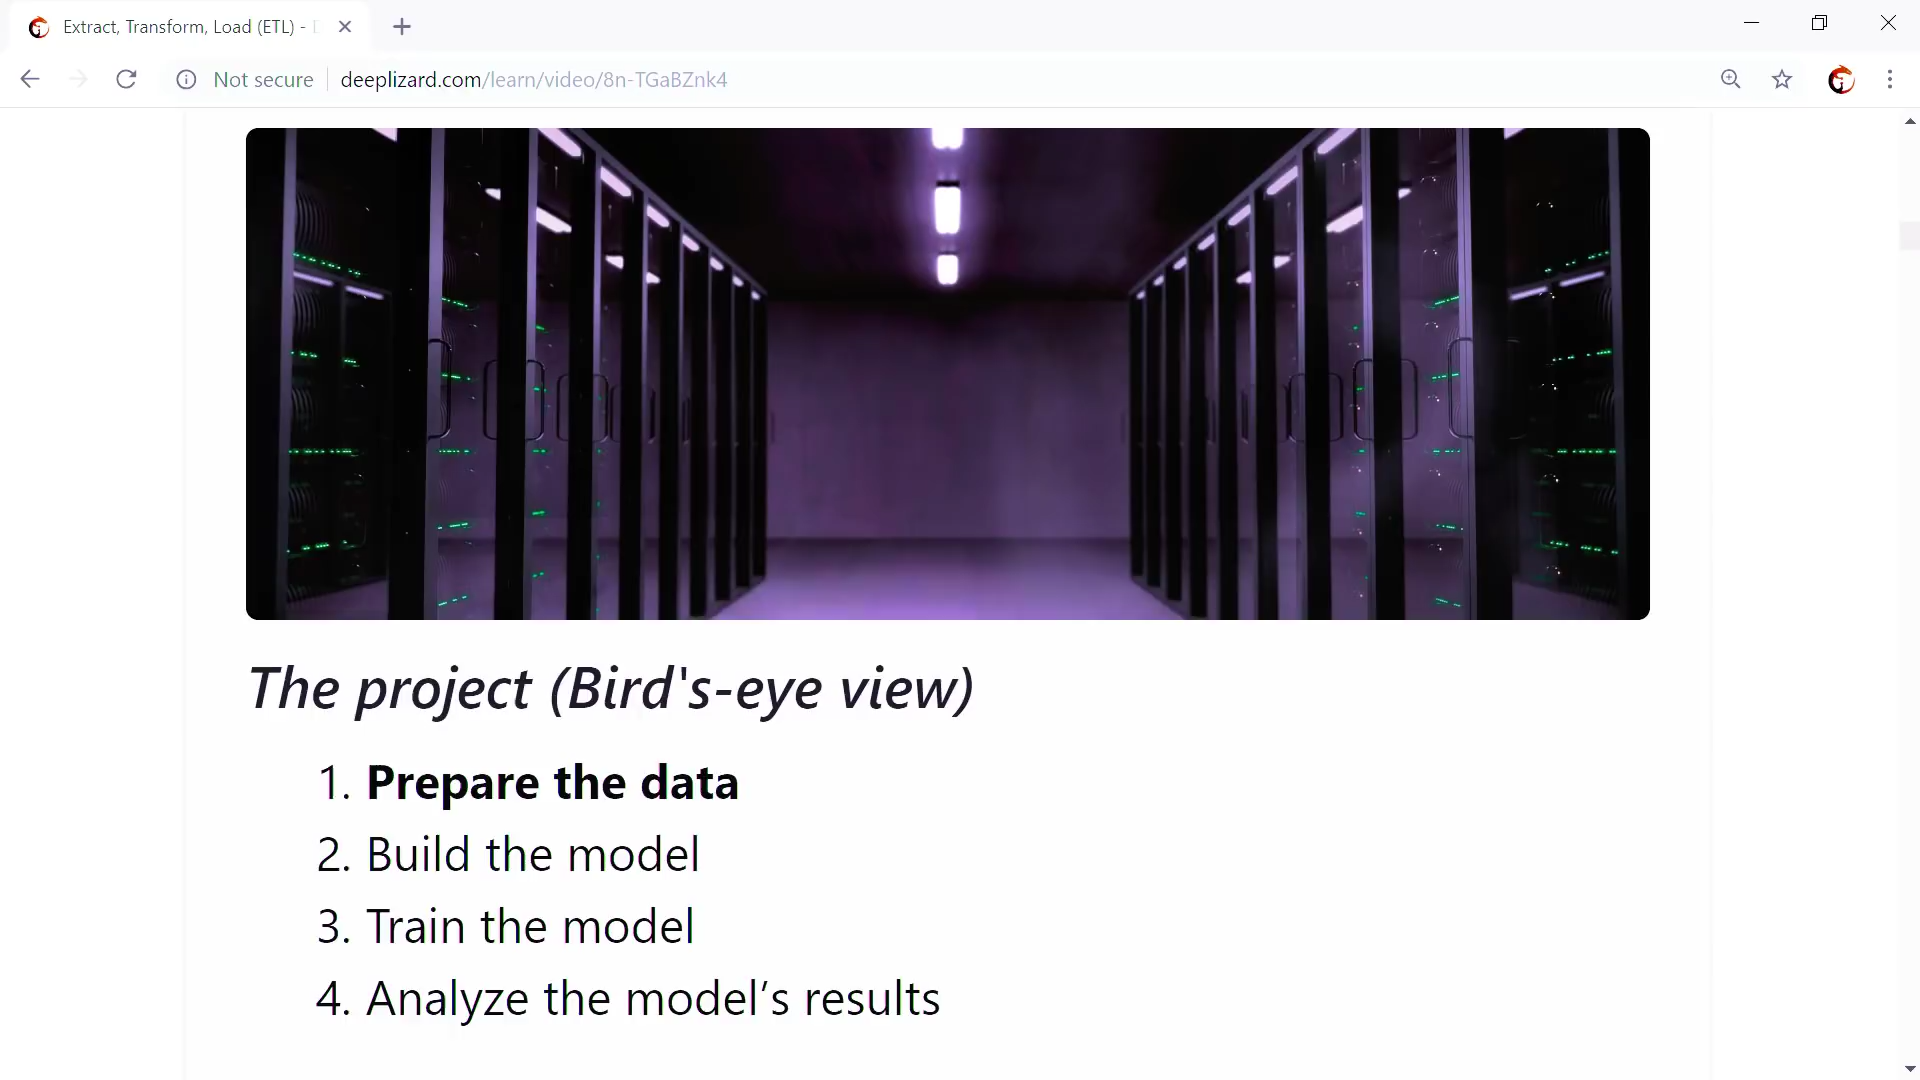 Extract, Transform, Load (ETL) - D
Not secure
deeplizard.com/learn/video/8n-TGaBZnk4
The project (Bird's-eye view)
1. Prepare the data
2. Build the model
3. Train the model
4. Analyze the model’s results